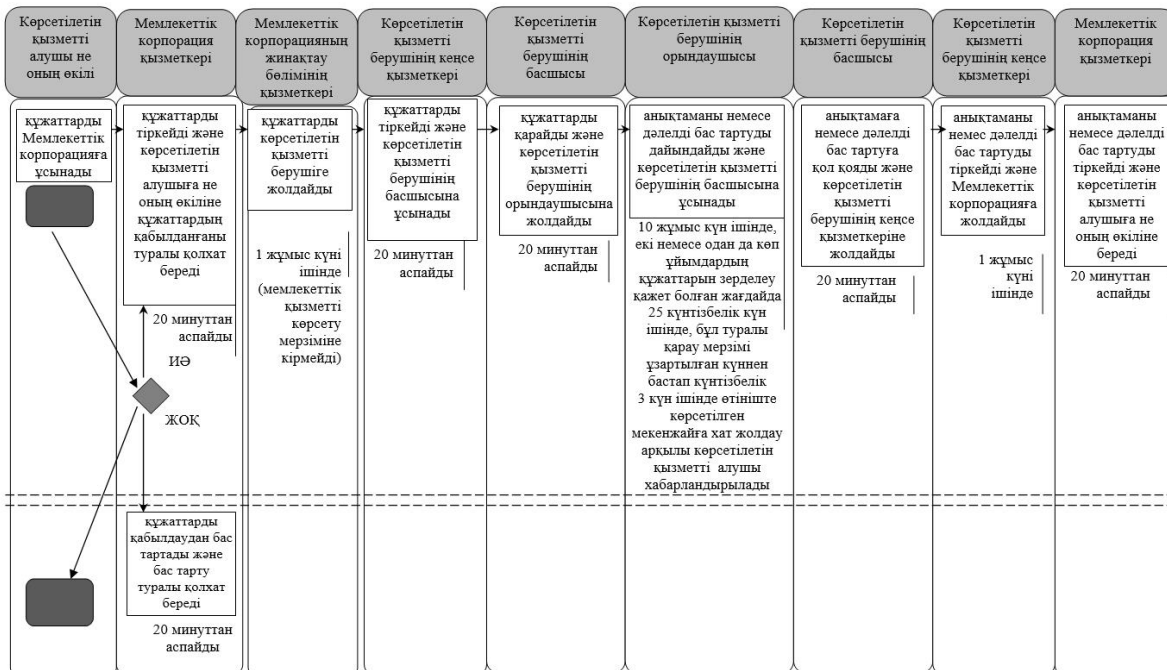 Көрсетілетін
қызметті
алушы не
оның өкілі
Мемлекеттік
корпорация
қызметкері
Мемлекеттік
корпорацияның
жинақтау
бөлімінің
қызметкері
Көрсетілетін
қызметті
берушінің кеңсе
қызметкері
Көрсетілетін
қызметті
берушінің
басшысы
Көрсетілетін қызметті
берушінің
орындаушысы
Көрсетілетін
қызметті берушінің
басшысы
Көрсетілетін
қызметті
берушінің кеңсе
қызметкері
Мемлекеттік
корпорация
қызметкері
құжаттарды
Мемлекеттік
корпорацияға
ұсынады
құжаттарды
тіркейді және
көрсетілетін
қызметті
алушыға не
оның өкіліне
құжаттардың
қабылданғаны
туралы қолхат
береді
20 минуттан
аспайды
ИӘ
ЖОҚ
құжаттарды
қабылдаудан бас
тартады және
бас тарту
туралы қолхат
береді
20 минуттан
аспайды
құжаттарды
көрсетілетін
қызметті
берушіге
жолдайды
1 жұмыс күні
ішінде
(мемлекеттік
қызметті
көрсету
мерзіміне
кірмейді)
құжаттарды
тіркейді және
көрсетілетін
қызметті
берушінің
басшысына
ұсынады
20 минуттан
аспайды
құжаттарды
қарайды және
көрсетілетін
қызметті
берушінің
орындаушысына
жолдайды
20 минуттан
аспайды
анықтаманы немесе
дәлелді бас тартуды
дайындайды және
көрсетілетін қызметті
берушінің басшысына
ұсынады
10 жұмыс күн ішінде,
екі немесе одан да көп
ұйымдардың
құжаттарын зерделеу
қажет болған жағдайда
25 күнтізбелік күн
ішінде, бұл туралы
қарау мерзімі
ұзартылған күннен
бастап күнтізбелік
3 күн ішінде өтініште
көрсетілген
мекенжайға хат жолдау
арқылы көрсетілетін
қызметті алушы
хабарландырылады
анықтамаға
немесе дәлелді
бас тартуға
қол қояды және
көрсетілетін
қызметті
берушінің кеңсе
қызметкеріне
жолдайды
20 минуттан
аспайды
анықтаманы
немес дәлелді
бас тартуды
тіркейді және
Мемлекеттік
корпорацияға
жолдайды
1 жұмыс
күні
ішінде
анықтаманы
немесе дәлелді
бас тартуды
тіркейді және
көрсетілетін
қызметті
алушыға не
оның өкіліне
береді
20 минуттан
аспайды